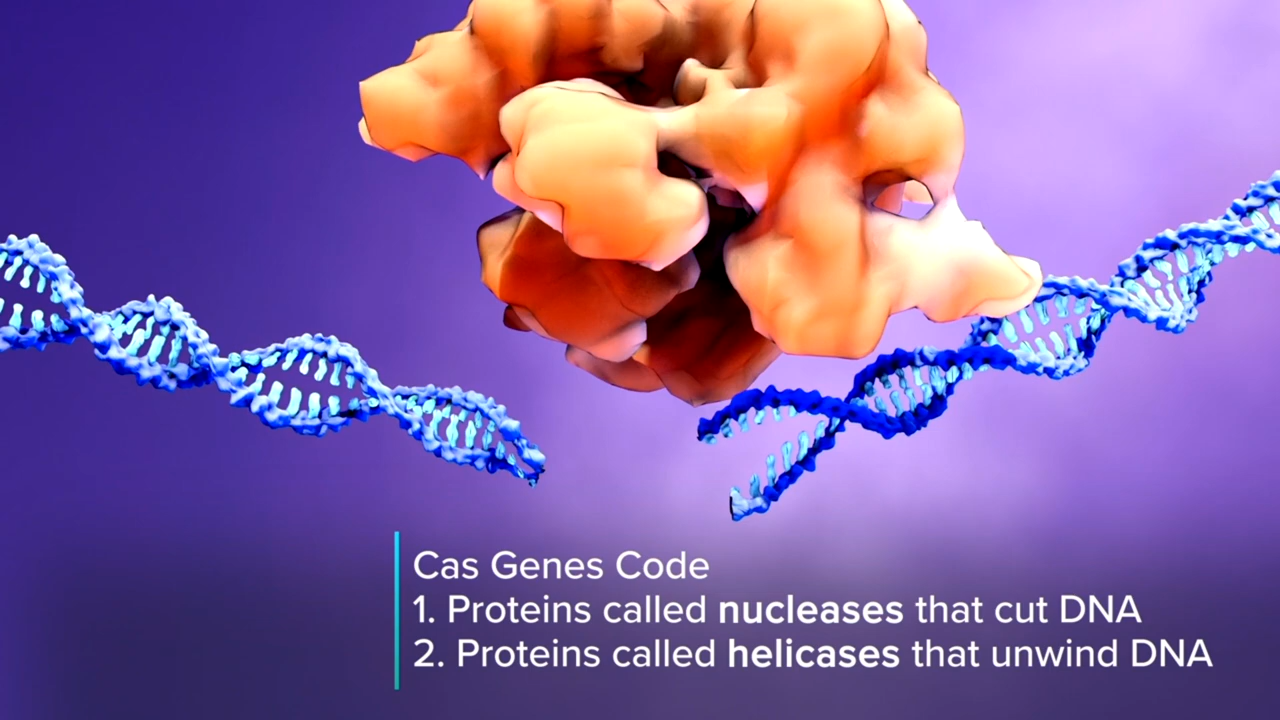 Cas Genes Code
1. Proteins called nucleases that cut DNA
2. Proteins called helicases that unwind DNA